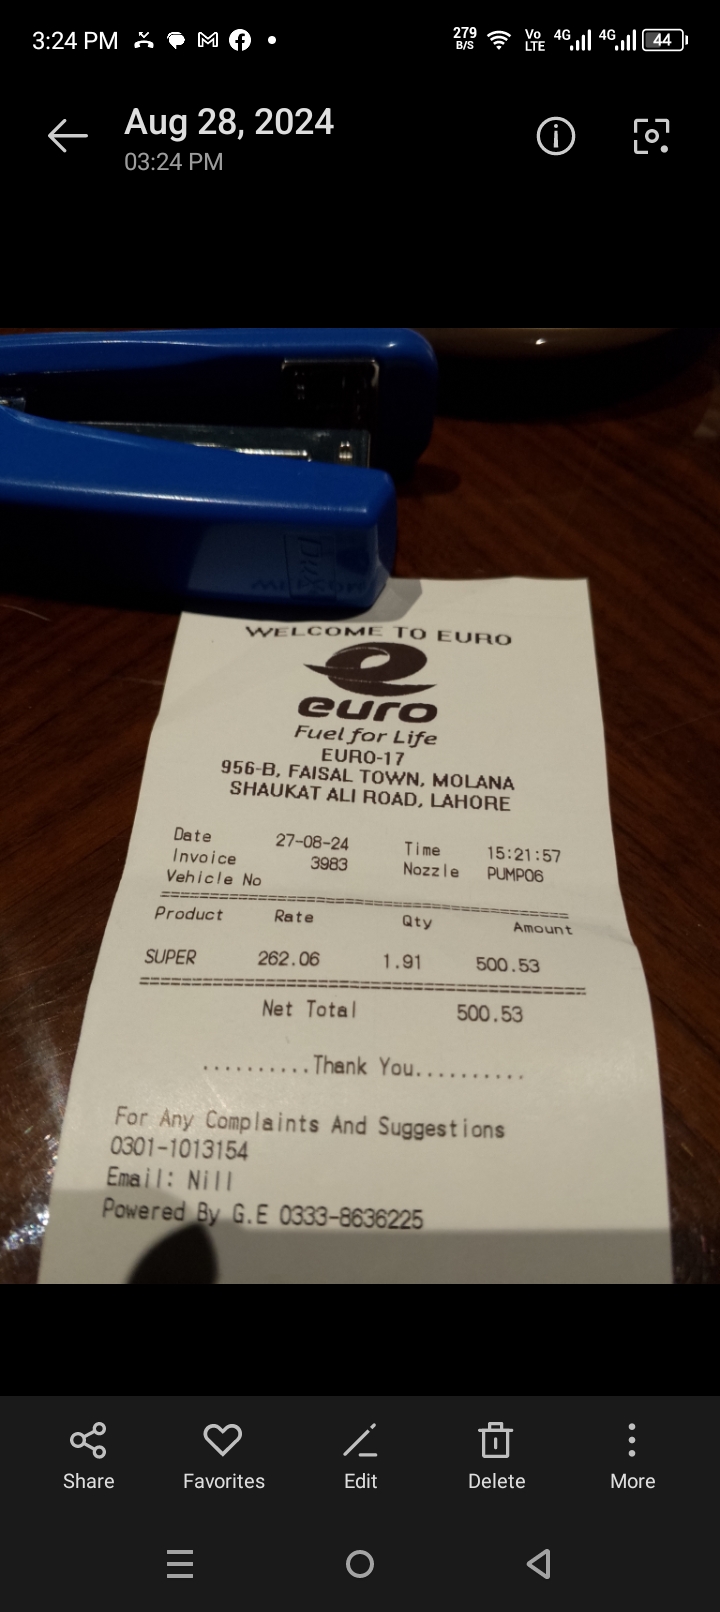 3:24 PM
279 B/S Vo LTE 4G 4G 44
Aug 28, 2024
03:24 PM
WELCOME TO EURO
euro
Fuel for Life
EURO-17
956-B, FAISAL TOWN, MOLANA
SHAUKAT ALI ROAD, LAHORE
Date 27-08-24 Time 15:21:57
Invoice 3983 Nozzle PUMP06
Vehicle No
Product Rate Qty Amount
SUPER 262.06 1.91 500.53
Net Total 500.53
..........Thank You..........
For Any Complaints And Suggestions
0301-1013154
Email: Nill
Powered By G.E 0333-8636225
Share Favorites Edit Delete More